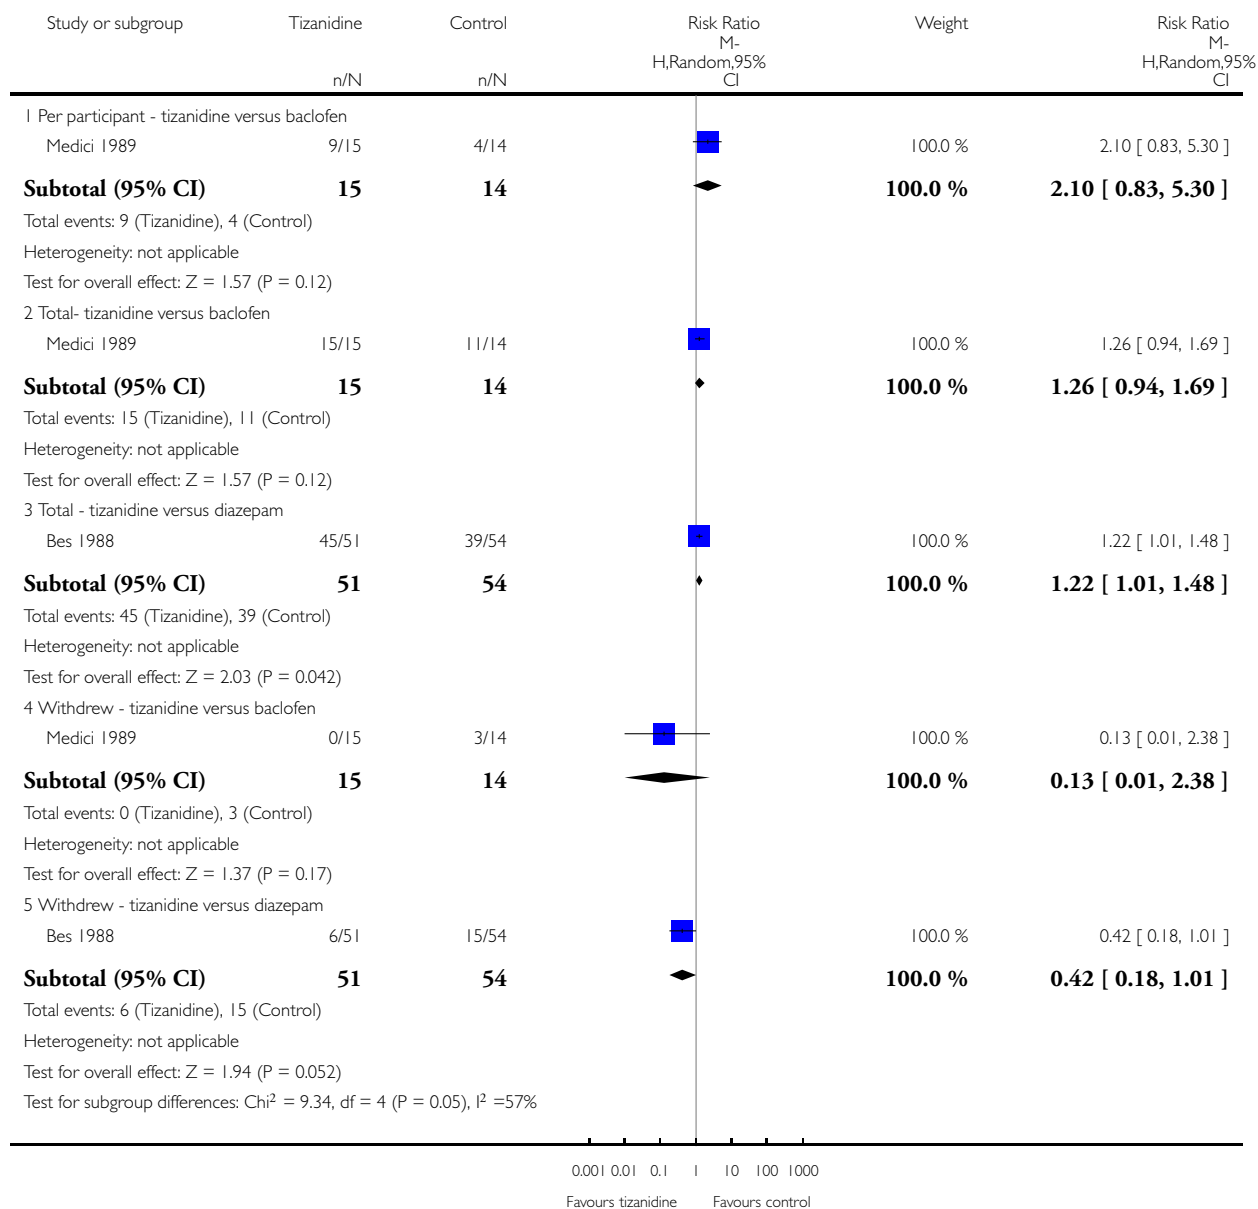 Study or subgroup Tizanidine Control Risk Ratio Weight Risk Ratio
M- M-
H,Random,95% H,Random,95%
n/N n/N CI CI
1 Per participant - tizanidine versus baclofen
Medici 1989 9/15 4/14 100.0 % 2.10 [ 0.83, 5.30 ]
Subtotal (95% CI) 15 14 100.0 % 2.10 [ 0.83, 5.30 ]
Total events: 9 (Tizanidine), 4 (Control)
Heterogeneity: not applicable
Test for overall effect: Z = 1.57 (P = 0.12)
2 Total- tizanidine versus baclofen
Medici 1989 15/15 11/14 100.0 % 1.26 [ 0.94, 1.69 ]
Subtotal (95% CI) 15 14 100.0 % 1.26 [ 0.94, 1.69 ]
Total events: 15 (Tizanidine), 11 (Control)
Heterogeneity: not applicable
Test for overall effect: Z = 1.57 (P = 0.12)
3 Total - tizanidine versus diazepam
Bes 1988 45/51 39/54 100.0 % 1.22 [ 1.01, 1.48 ]
Subtotal (95% CI) 51 54 100.0 % 1.22 [ 1.01, 1.48 ]
Total events: 45 (Tizanidine), 39 (Control)
Heterogeneity: not applicable
Test for overall effect: Z = 2.03 (P = 0.042)
4 Withdrew - tizanidine versus baclofen
Medici 1989 0/15 3/14 100.0 % 0.13 [ 0.01, 2.38 ]
Subtotal (95% CI) 15 14 100.0 % 0.13 [ 0.01, 2.38 ]
Total events: 0 (Tizanidine), 3 (Control)
Heterogeneity: not applicable
Test for overall effect: Z = 1.37 (P = 0.17)
5 Withdrew - tizanidine versus diazepam
Bes 1988 6/51 15/54 100.0 % 0.42 [ 0.18, 1.01 ]
Subtotal (95% CI) 51 54 100.0 % 0.42 [ 0.18, 1.01 ]
Total events: 6 (Tizanidine), 15 (Control)
Heterogeneity: not applicable
Test for overall effect: Z = 1.94 (P = 0.052)
Test for subgroup differences: Chi² = 9.34, df = 4 (P = 0.05), I² =57%
0.001 0.01 0.1 1 10 100 1000
Favours tizanidine Favours control